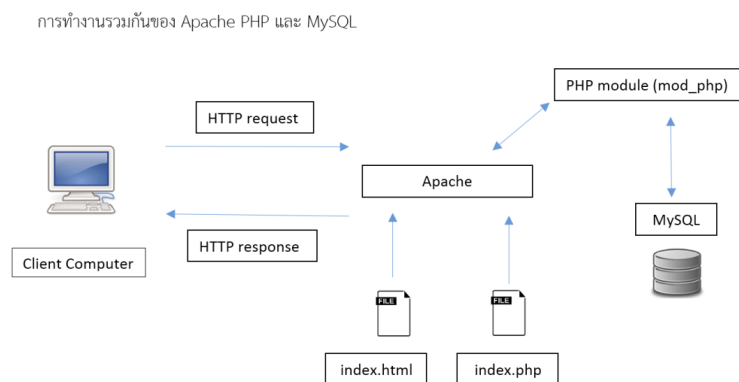 การทำงานรวมกันของ Apache PHP และ MySQL
PHP module (mod_php)
HTTP request
Apache
MySQL
HTTP response
Client Computer
FILE
FILE
index.html
index.php